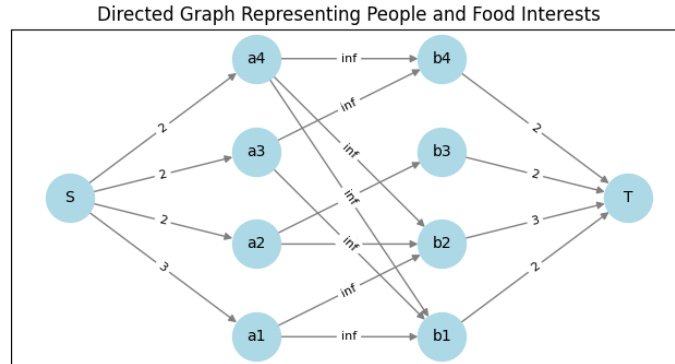 Directed Graph Representing People and Food Interests
a4 inf b4
2 inf 2
a3 inf b3
2 2
S inf T
2 3
a2 inf b2
3 inf 2
a1 inf b1